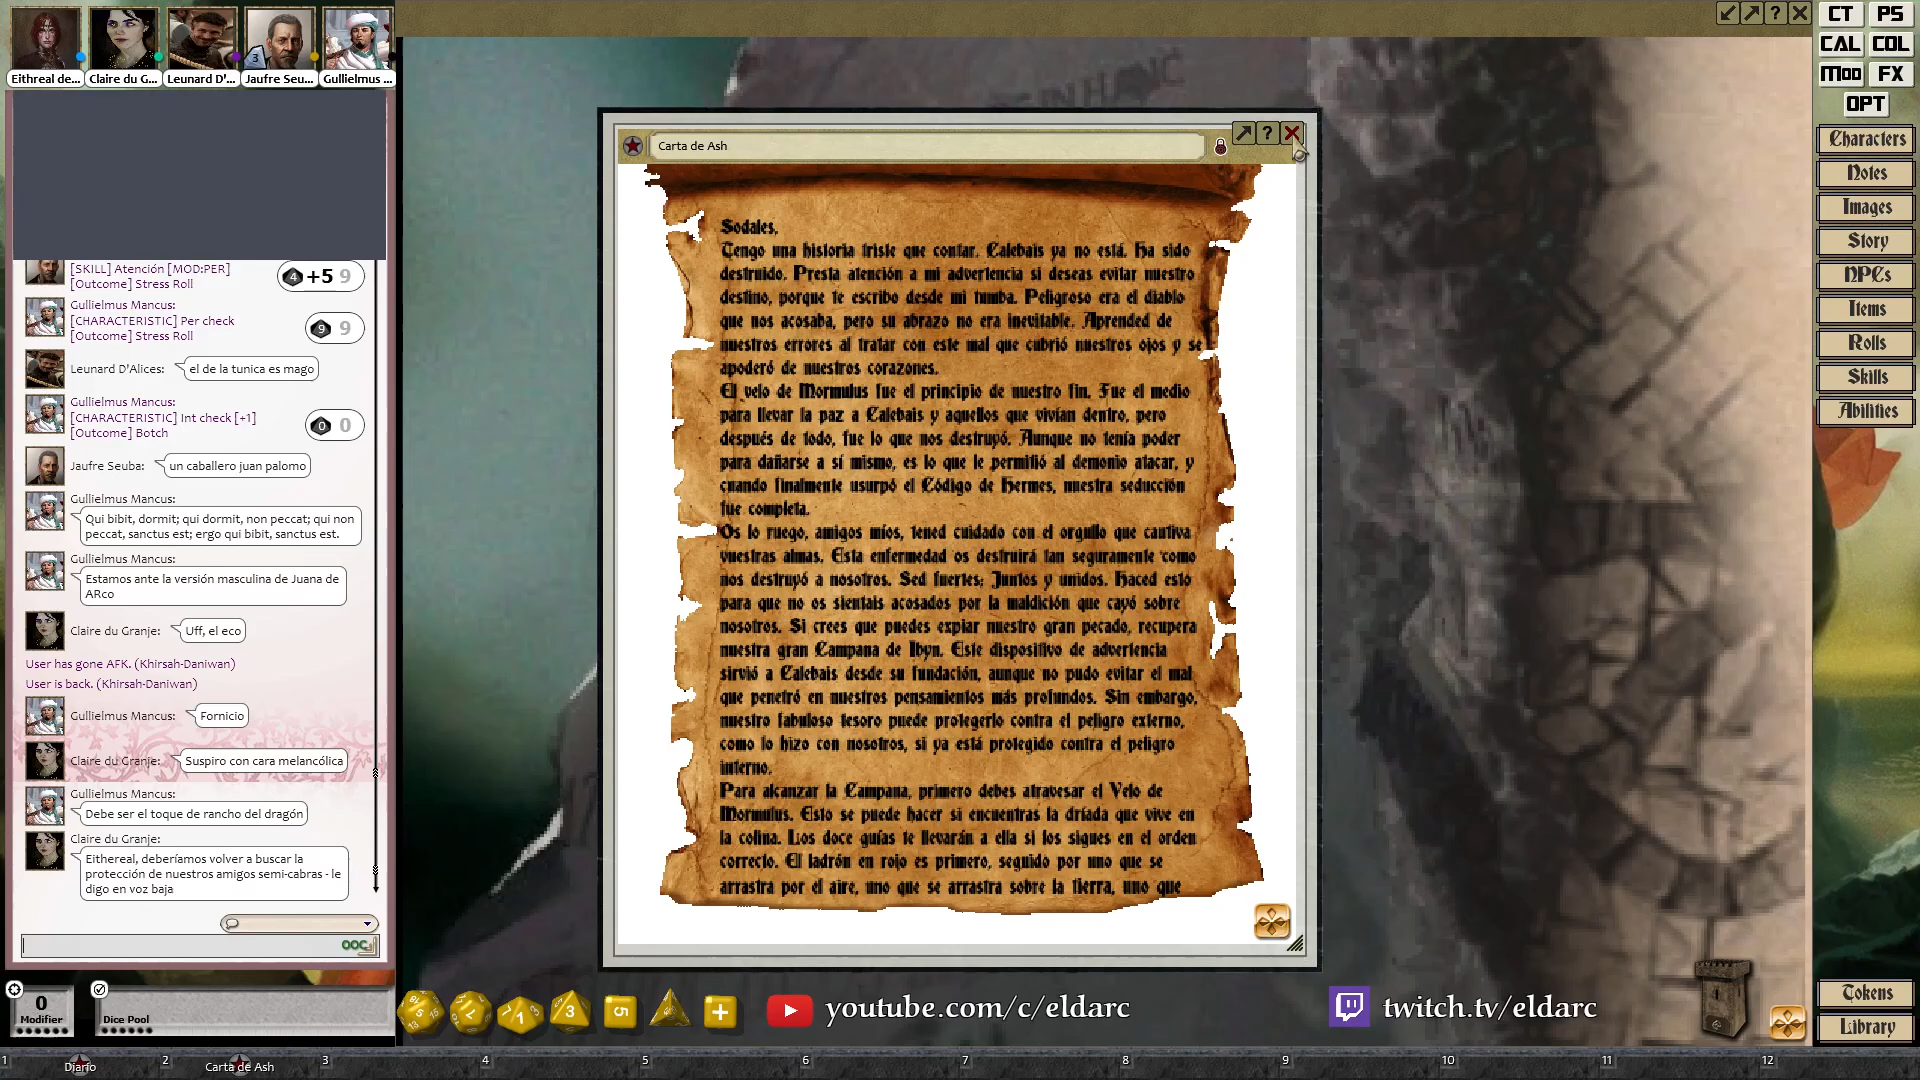 Eithreal de...
Claire du G...
Leunard D'...
Jaufre Seu...
Gullielmus ...
3
[SKILL] Atención [MOD:PER]
[Outcome] Stress Roll
4 +5 9
Gullielmus Mancus:
[CHARACTERISTIC] Per check
[Outcome] Stress Roll
9 9
Leunard D'Alices: el de la tunica es mago
Gullielmus Mancus:
[CHARACTERISTIC] Int check [+1]
[Outcome] Botch
0 0
Jaufre Seuba: un caballero juan palomo
Gullielmus Mancus:
Qui bibit, dormit; qui dormit, non peccat; qui non
peccat, sanctus est; ergo qui bibit, sanctus est.
Gullielmus Mancus:
Estamos ante la versión masculina de Juana de
ARco
Claire du Granje: Uff, el eco
User has gone AFK. (Khirsah-Daniwan)
User is back. (Khirsah-Daniwan)
Gullielmus Mancus: Fornicio
Claire du Granje: Suspiro con cara melancólica
Gullielmus Mancus:
Debe ser el toque de rancho del dragón
Claire du Granje:
Eithereal, deberíamos volver a buscar la
protección de nuestros amigos semi-cabras - le
digo en voz baja
OOC
0
Modifier
Dice Pool
Carta de Ash
?
Sodales,
Tengo una historia triste que contar. Calebais ya no está. Ha sido
destruido. Presta atención a mi advertencia si deseas evitar nuestro
destino, porque te escribo desde mi tumba. Peligroso era el diablo
que nos acosaba, pero su abrazo no era inevitable. Aprended de
nuestros errores al tratar con este mal que cubrió nuestros ojos y se
apoderó de nuestros corazones.
El velo de Mormulus fue el principio de nuestro fin. Fue el medio
para llevar la paz a Calebais y aquellos que vivían dentro, pero
después de todo, fue lo que nos destruyó. Aunque no tenía poder
para dañarse a sí mismo, es lo que le permitió al demonio atacar, y
cuando finalmente usurpó el Código de Hermes, nuestra seducción
fue completa.
Os lo ruego, amigos míos, tened cuidado con el orgullo que cautiva
vuestras almas. Esta enfermedad os destruirá tan seguramente como
nos destruyó a nosotros. Sed fuertes; Juntos y unidos. Haced esto
para que no os sientais acosados por la maldición que cayó sobre
nosotros. Si crees que puedes expiar nuestro gran pecado, recupera
nuestra gran Campana de Ibyn. Este dispositivo de advertencia
sirvió a Calebais desde su fundación, aunque no pudo evitar el mal
que penetró en nuestros pensamientos más profundos. Sin embargo,
nuestro fabuloso tesoro puede protegerlo contra el peligro externo,
como lo hizo con nosotros, si ya está protegido contra el peligro
interno.
Para alcanzar la Campana, primero debes atravesar el Velo de
Mormulus. Esto se puede hacer si encuentras la dríada que vive en
la colina. Los doce guías te llevarán a ella si los sigues en el orden
correcto. El ladrón en rojo es primero, seguido por uno que se
arrastra por el aire, uno que se arrastra sobre la tierra, uno que
?
CT PS
CAL COL
MOD FX
OPT
Characters
Notes
Images
Story
NPCs
Items
Rolls
Skills
Abilities
Tokens
Library
youtube.com/c/eldarc
twitch.tv/eldarc
1 2 3 4 5 6 7 8 9 10 11 12
Diario
Carta de Ash